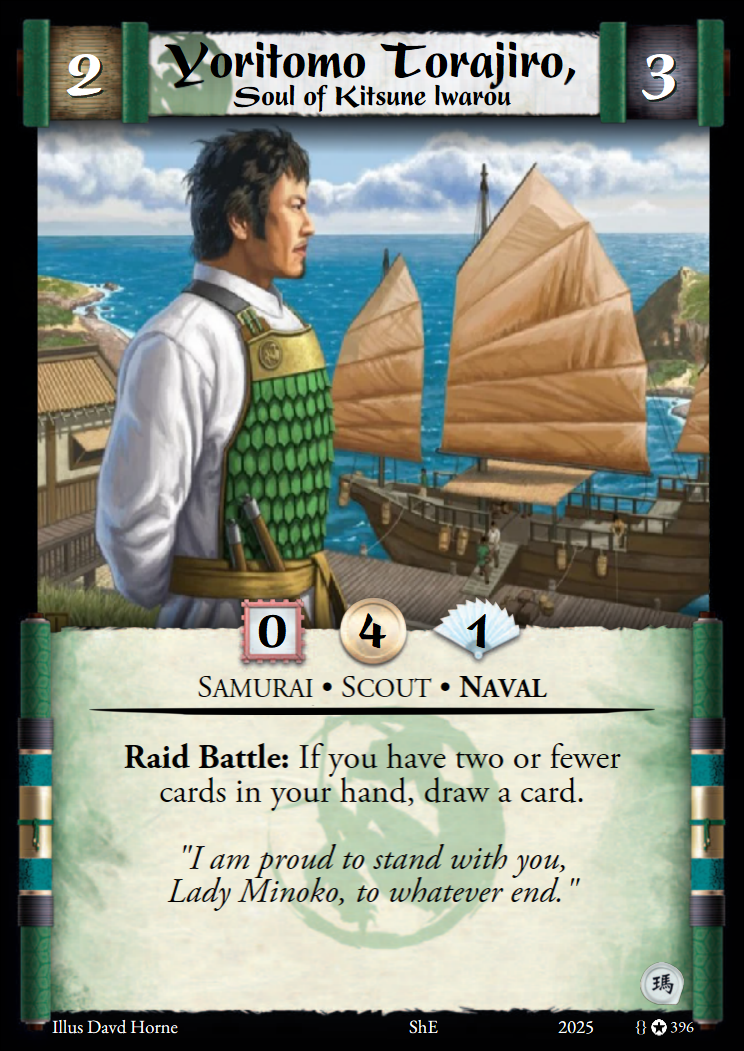 2
Yoritomo Torajiro,
3
Soul of Kitsune Iwarou
0
4
1
Samurai • Scout • Naval
Raid Battle: If you have two or fewer
cards in your hand, draw a card.
"I am proud to stand with you,
Lady Minoko, to whatever end."
瑪
Illus Davd Horne
ShE
2025
{} ✪ 396